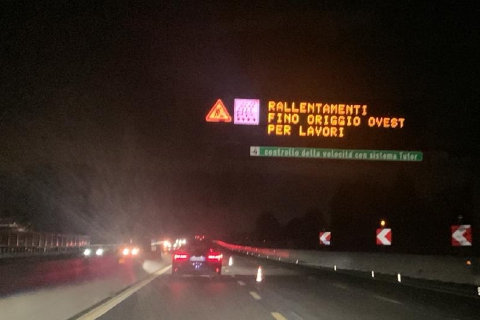 RALLENTAMENTI
FINO ORIGGIO OVEST
PER LAVORI
controllo della velocità con sistema Tutor